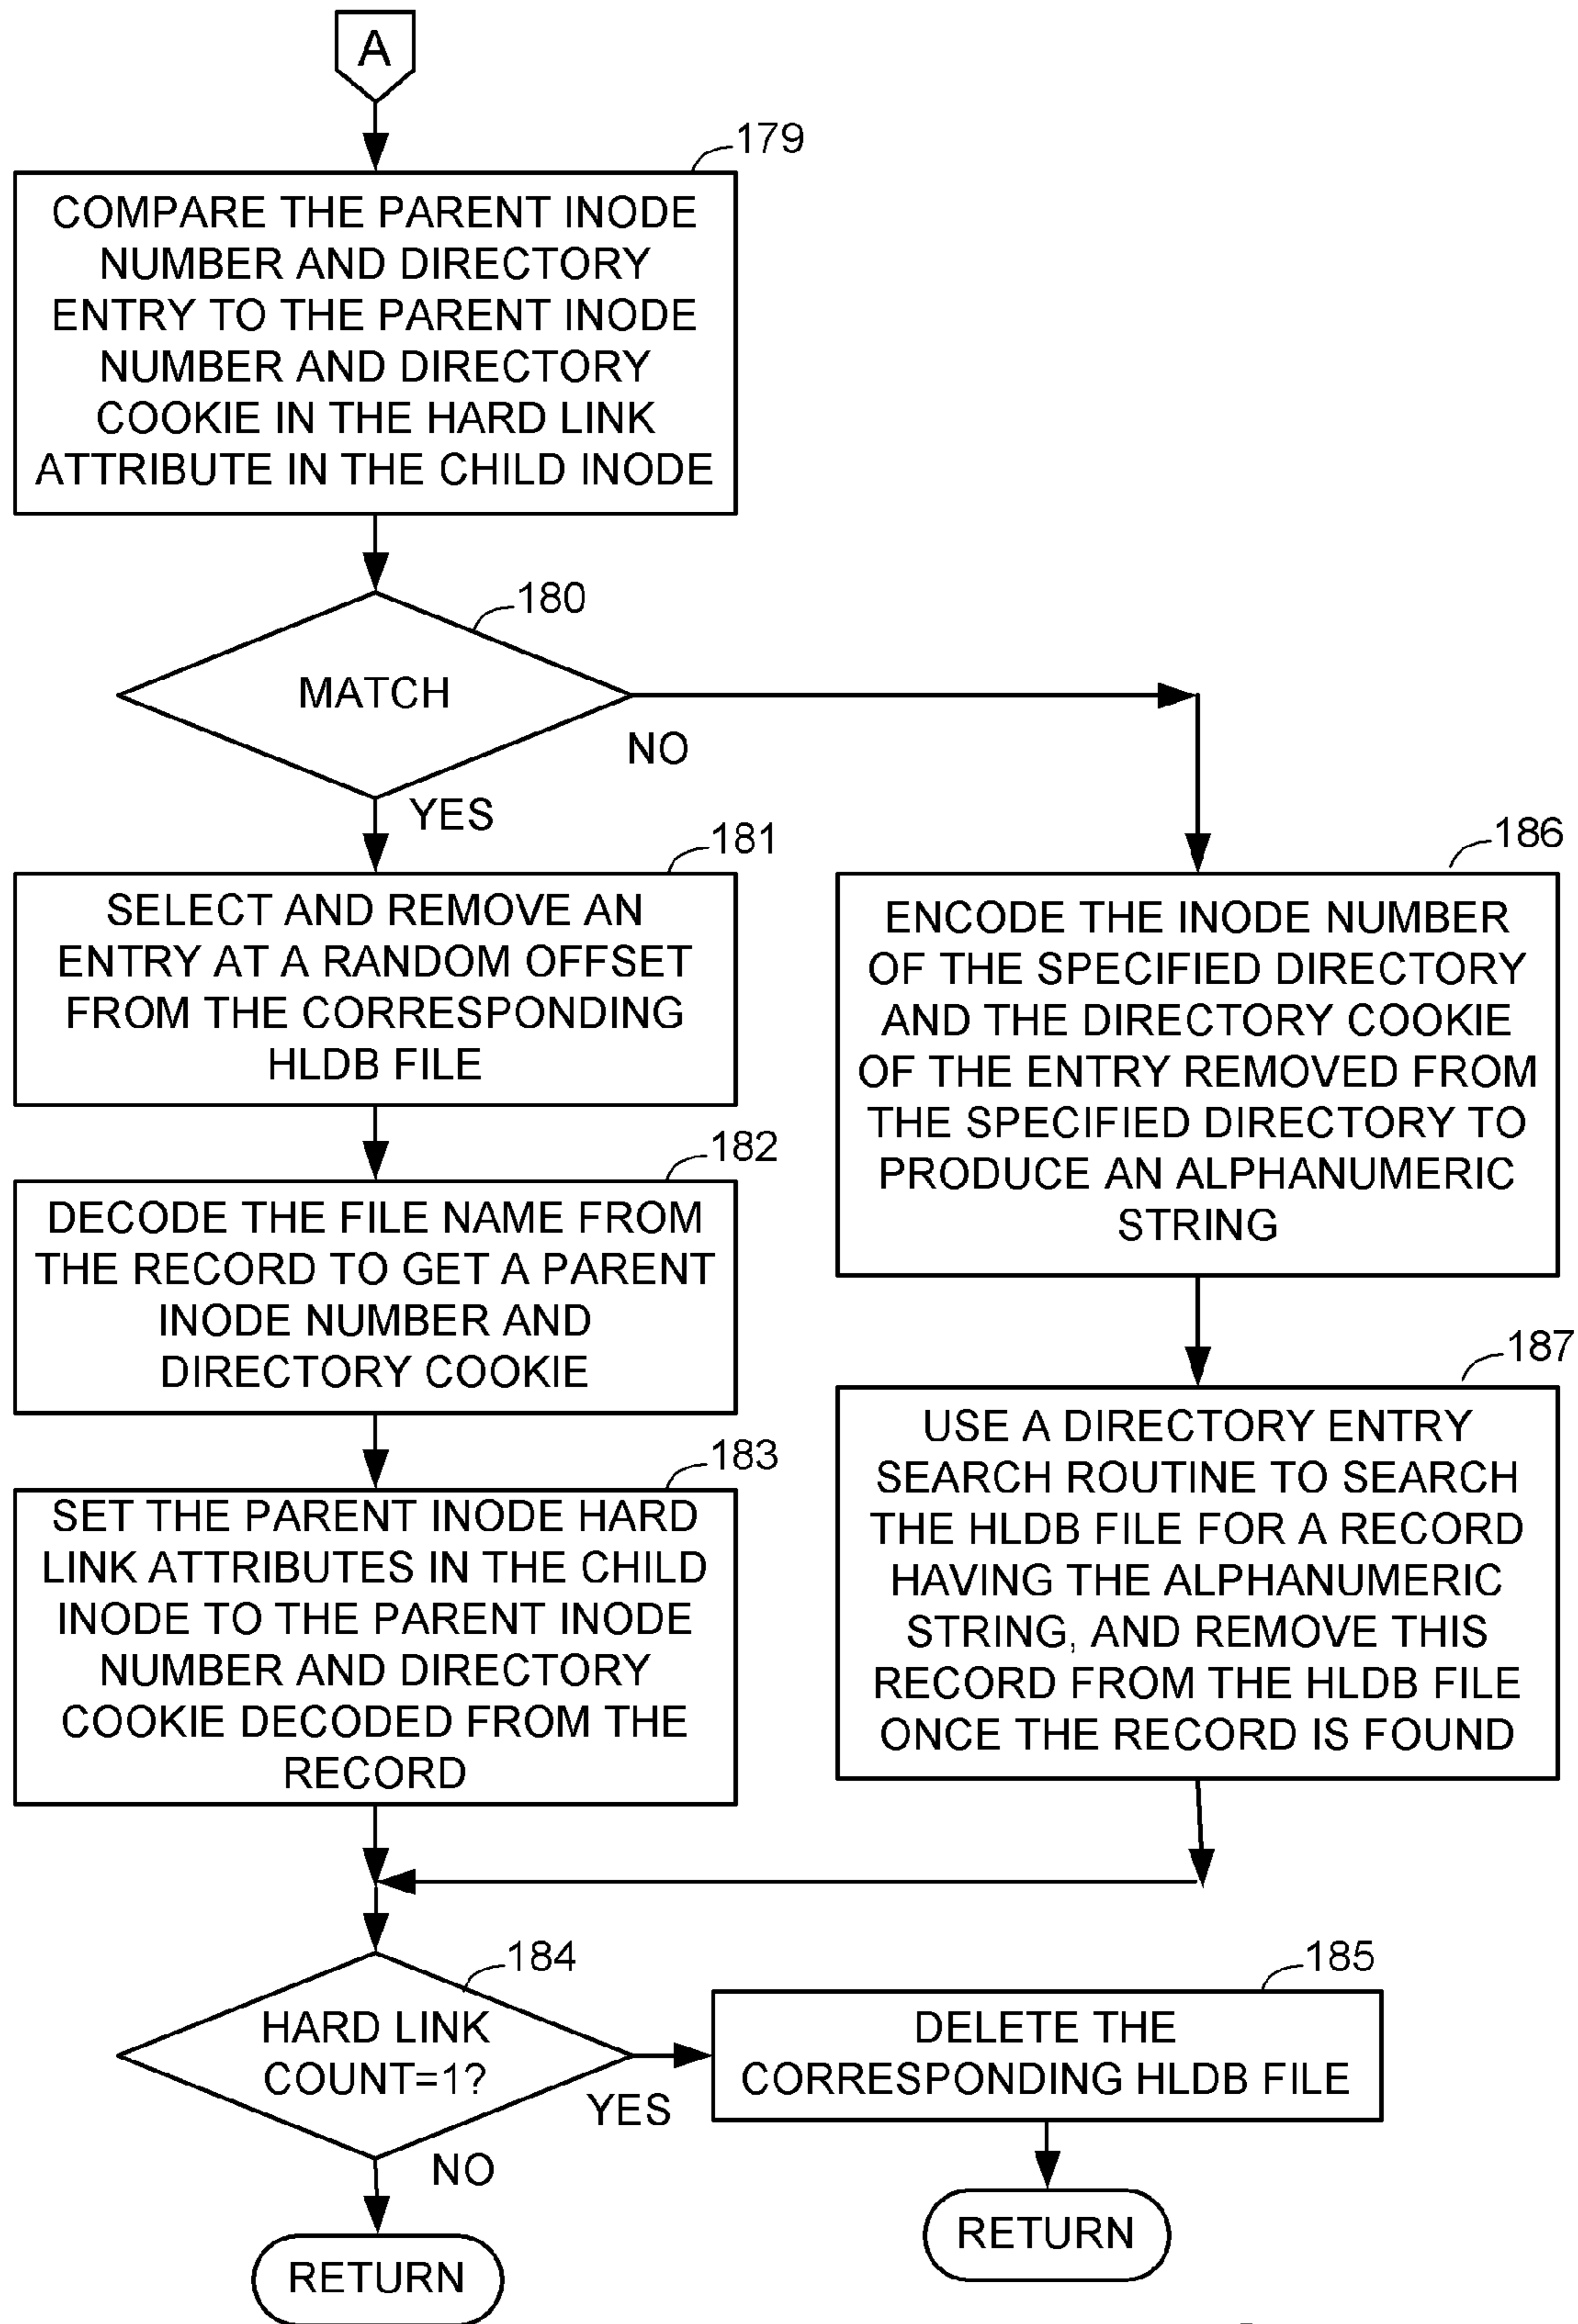 A
179
COMPARE THE PARENT INODE
NUMBER AND DIRECTORY
ENTRY TO THE PARENT INODE
NUMBER AND DIRECTORY
COOKIE IN THE HARD LINK
ATTRIBUTE IN THE CHILD INODE
180
MATCH
NO
YES
181
SELECT AND REMOVE AN
ENTRY AT A RANDOM OFFSET
FROM THE CORRESPONDING
HLDB FILE
182
DECODE THE FILE NAME FROM
THE RECORD TO GET A PARENT
INODE NUMBER AND
DIRECTORY COOKIE
183
SET THE PARENT INODE HARD
LINK ATTRIBUTES IN THE CHILD
INODE TO THE PARENT INODE
NUMBER AND DIRECTORY
COOKIE DECODED FROM THE
RECORD
186
ENCODE THE INODE NUMBER
OF THE SPECIFIED DIRECTORY
AND THE DIRECTORY COOKIE
OF THE ENTRY REMOVED FROM
THE SPECIFIED DIRECTORY TO
PRODUCE AN ALPHANUMERIC
STRING
187
USE A DIRECTORY ENTRY
SEARCH ROUTINE TO SEARCH
THE HLDB FILE FOR A RECORD
HAVING THE ALPHANUMERIC
STRING, AND REMOVE THIS
RECORD FROM THE HLDB FILE
ONCE THE RECORD IS FOUND
184
HARD LINK
COUNT=1?
YES
NO
185
DELETE THE
CORRESPONDING HLDB FILE
RETURN
RETURN